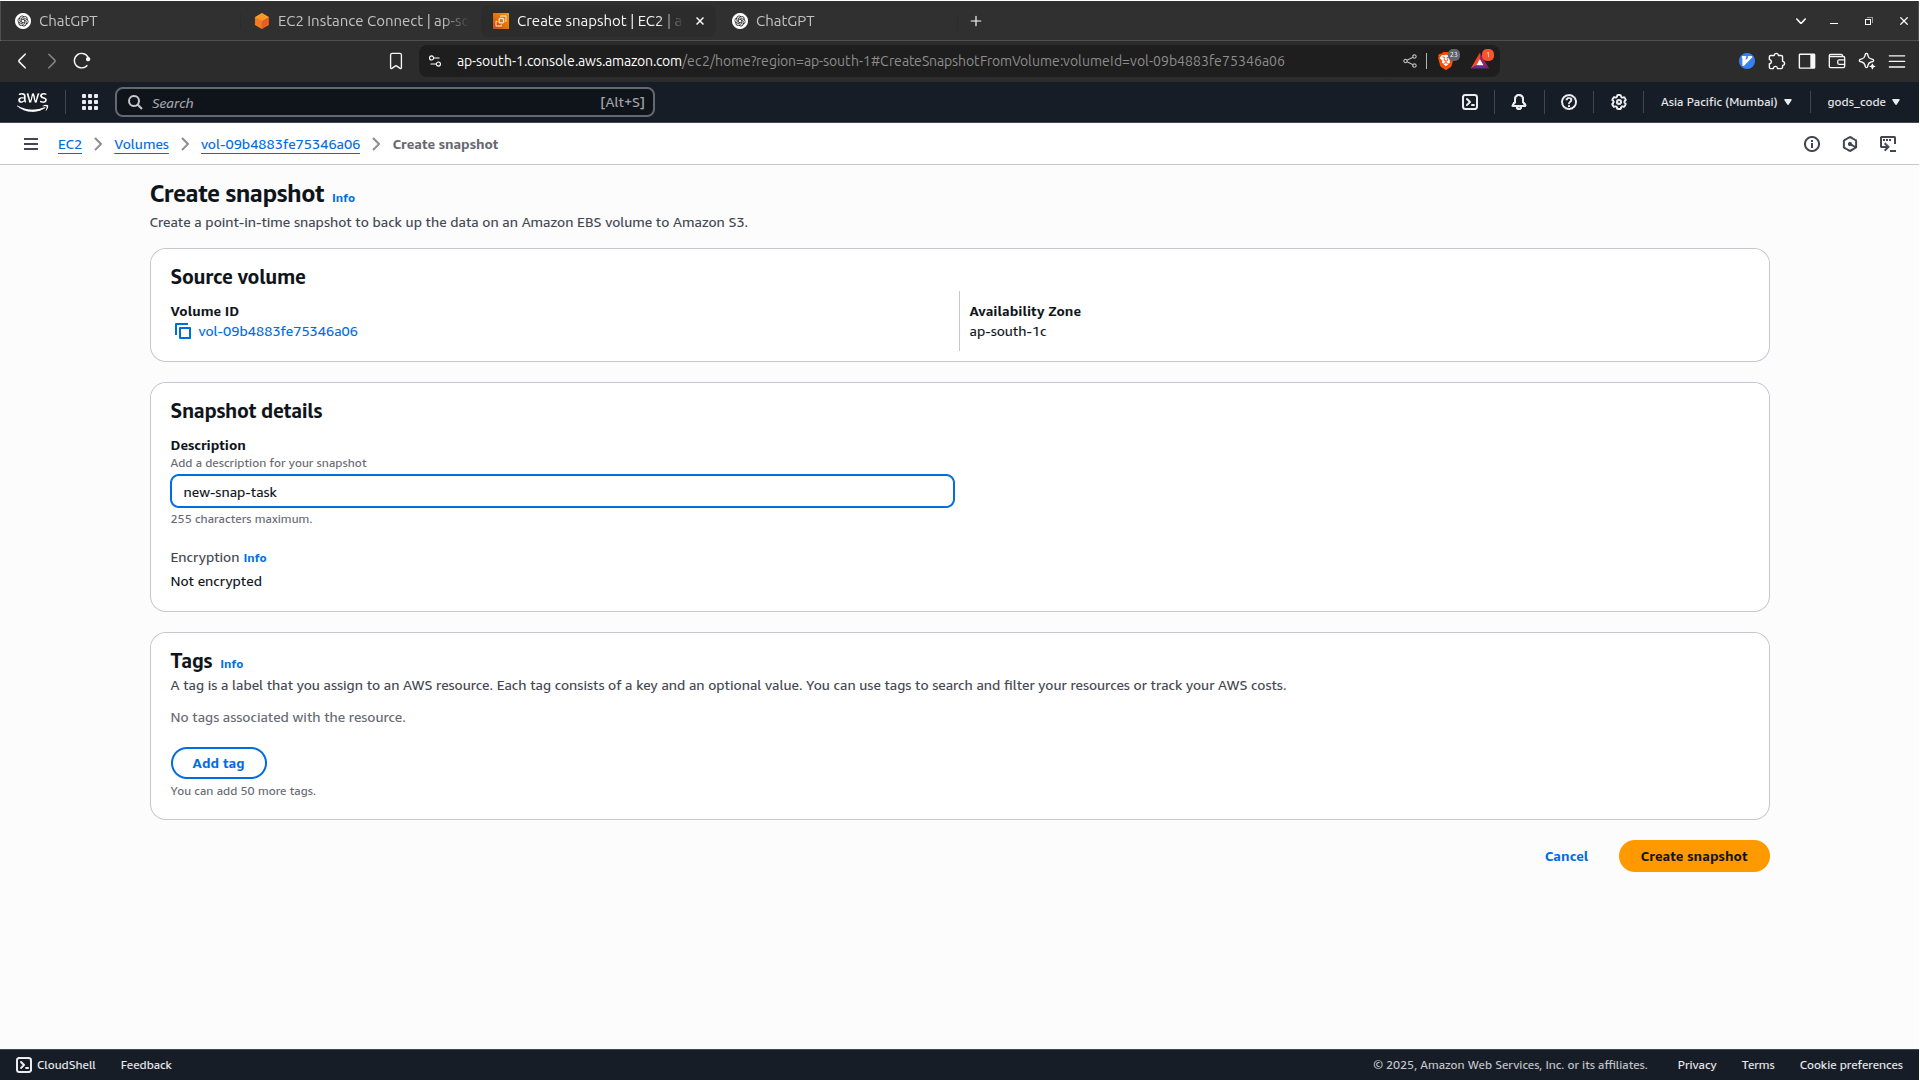 ChatGPT
EC2 Instance Connect | ap-so
Create snapshot | EC2 | a
ChatGPT
ap-south-1.console.aws.amazon.com/ec2/home?region=ap-south-1#CreateSnapshotFromVolume:volumeId=vol-09b4883fe75346a06
23
1
aws
Search
[Alt+S]
Asia Pacific (Mumbai)
gods_code
EC2
Volumes
vol-09b4883fe75346a06
Create snapshot
Create snapshot Info
Create a point-in-time snapshot to back up the data on an Amazon EBS volume to Amazon S3.
Source volume
Volume ID
vol-09b4883fe75346a06
Availability Zone
ap-south-1c
Snapshot details
Description
Add a description for your snapshot
new-snap-task
255 characters maximum.
Encryption Info
Not encrypted
Tags Info
A tag is a label that you assign to an AWS resource. Each tag consists of a key and an optional value. You can use tags to search and filter your resources or track your AWS costs.
No tags associated with the resource.
Add tag
You can add 50 more tags.
Cancel
Create snapshot
CloudShell
Feedback
© 2025, Amazon Web Services, Inc. or its affiliates.
Privacy
Terms
Cookie preferences